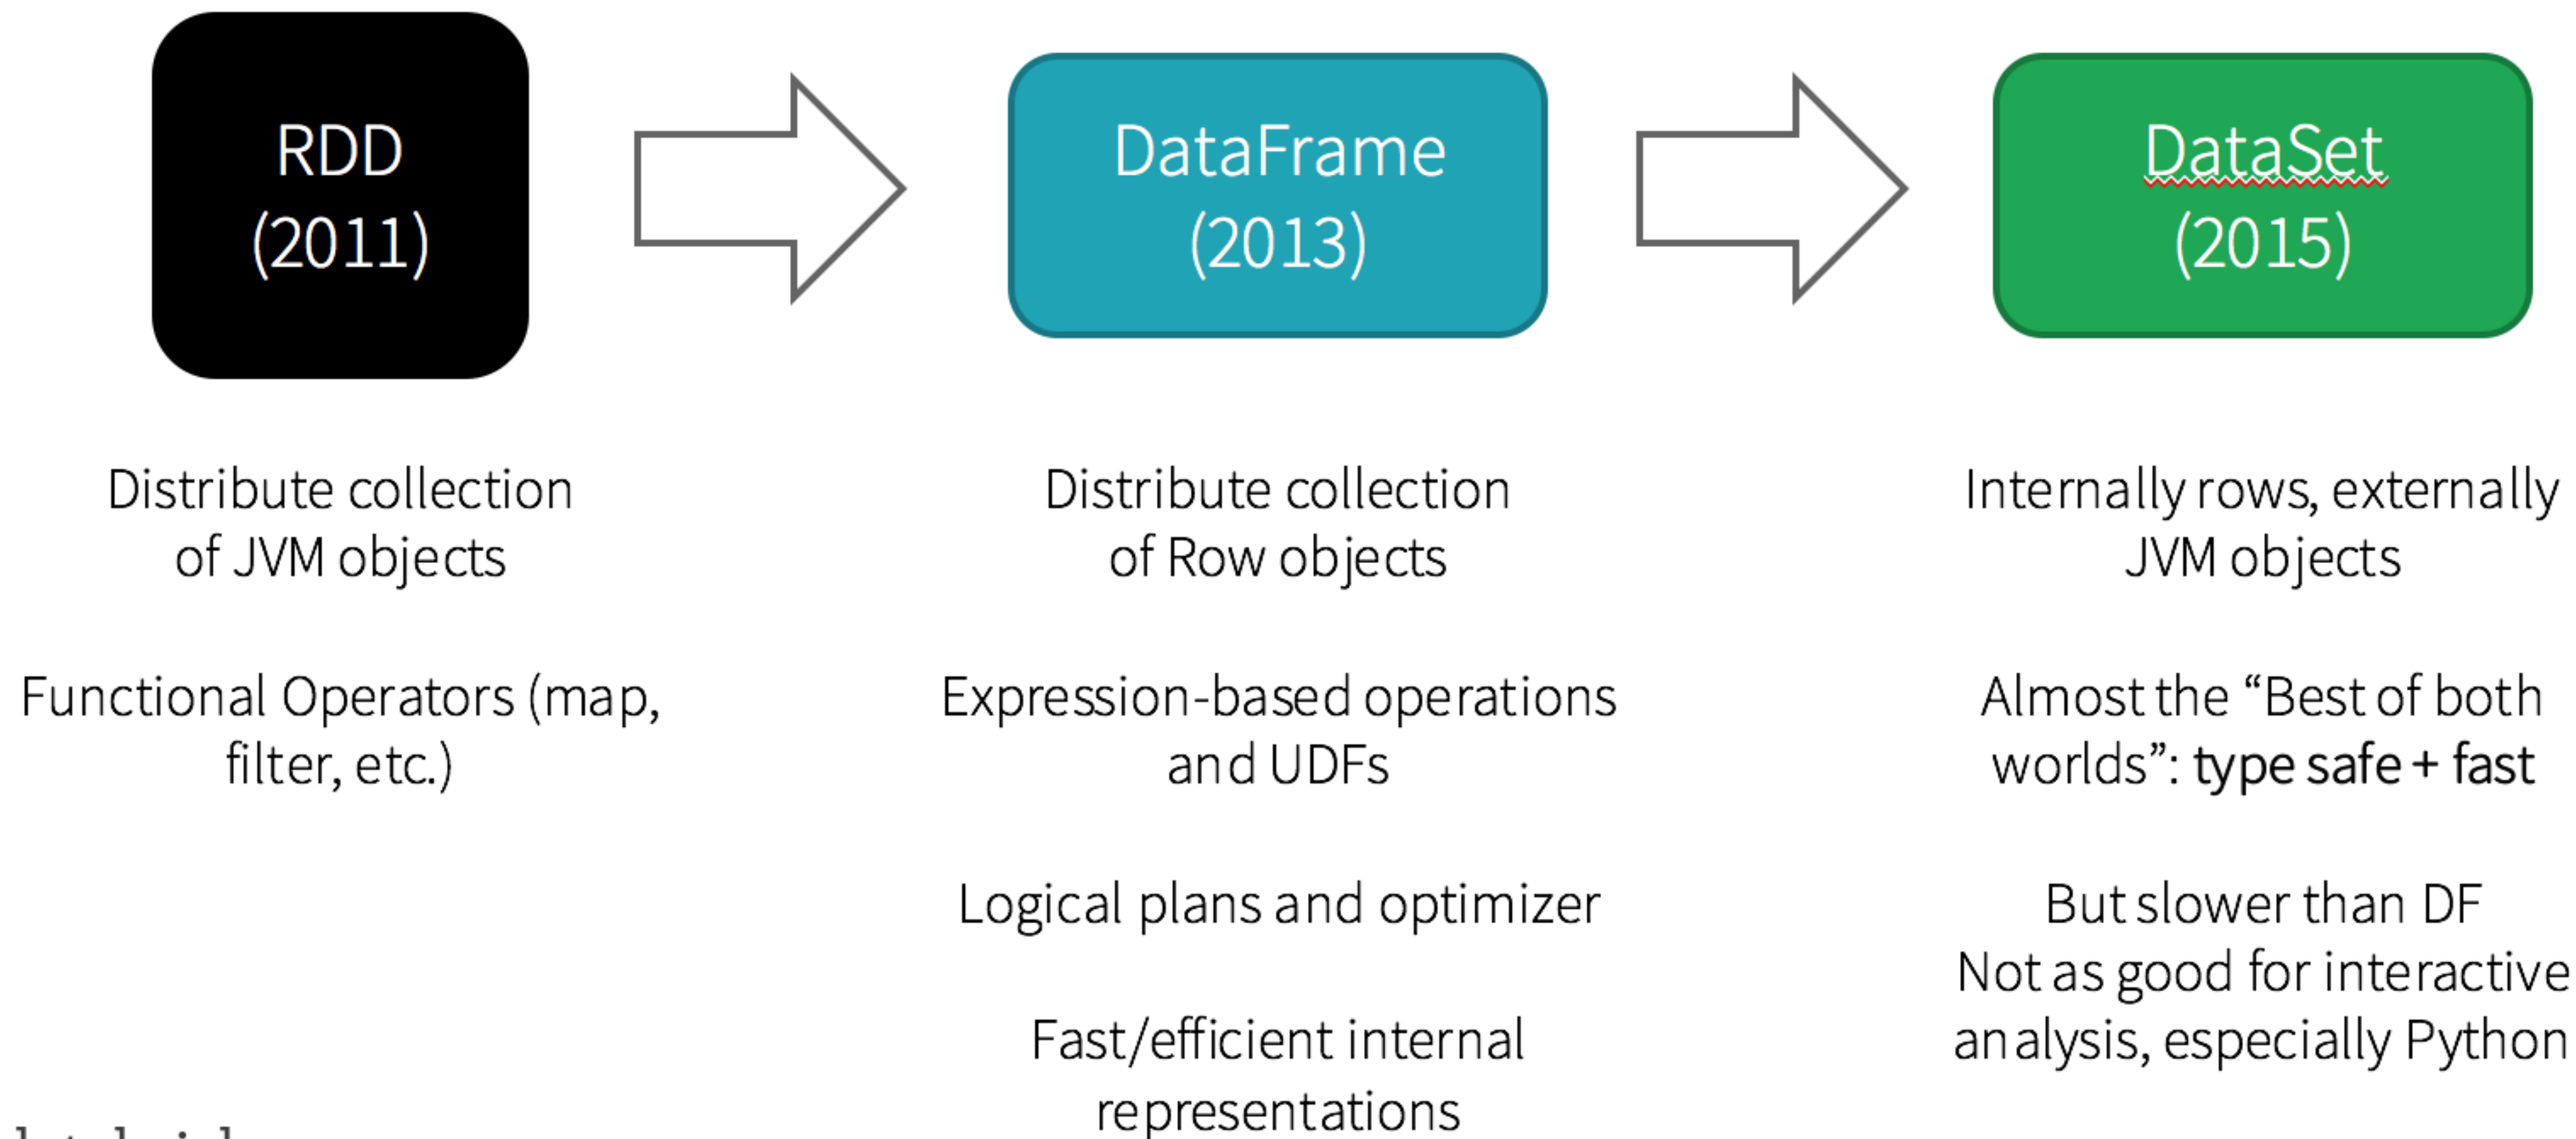 RDD
(2011)
Distribute collection
of JVM objects
Functional Operators (map,
filter, etc.)
DataFrame
(2013)
Distribute collection
of Row objects
Expression-based operations
and UDFs
Logical plans and optimizer
Fast/efficient internal
representations
DataSet
(2015)
Internally rows, externally
JVM objects
Almost the “Best of both
worlds”: type safe + fast
But slower than DF
Not as good for interactive
analysis, especially Python